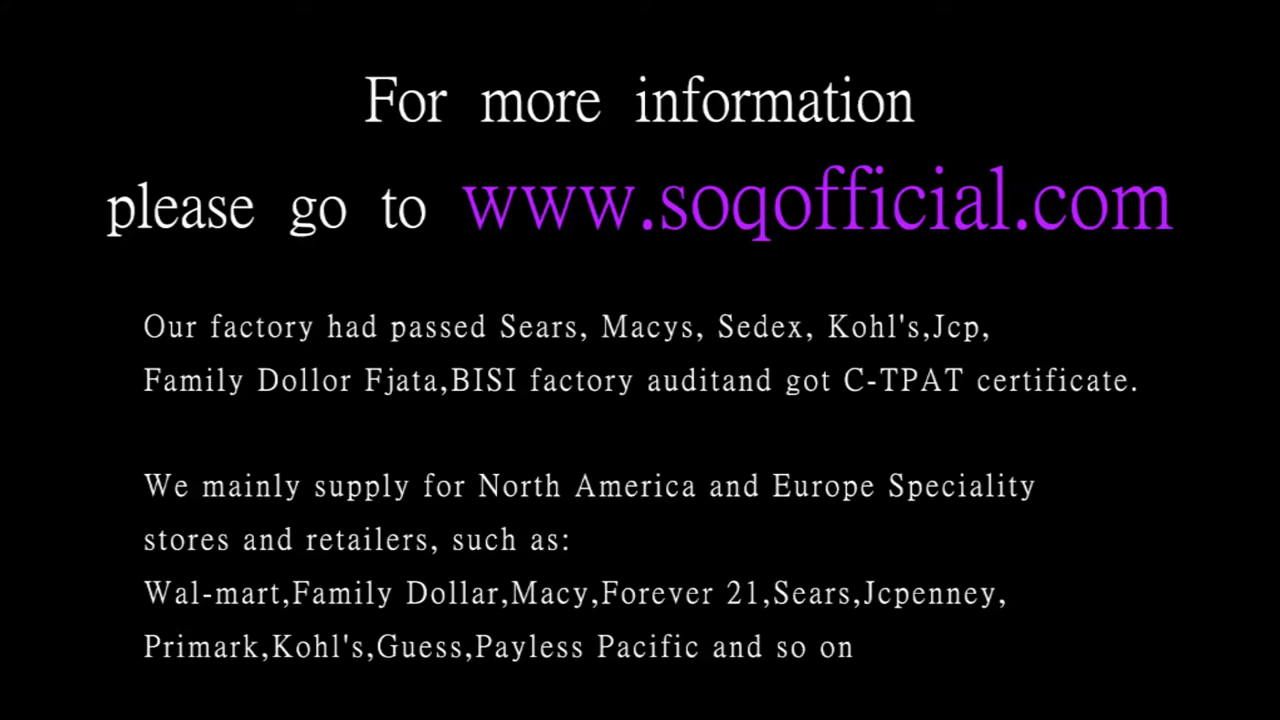 For more information
please go to www.soqofficial.com
Our factory had passed Sears, Macys, Sedex, Kohl's,Jcp,
Family Dollor Fjata,BISI factory auditand got C-TPAT certificate.
We mainly supply for North America and Europe Speciality
stores and retailers, such as:
Wal-mart,Family Dollar,Macy,Forever 21,Sears,Jcpenney,
Primark,Kohl's,Guess,Payless Pacific and so on